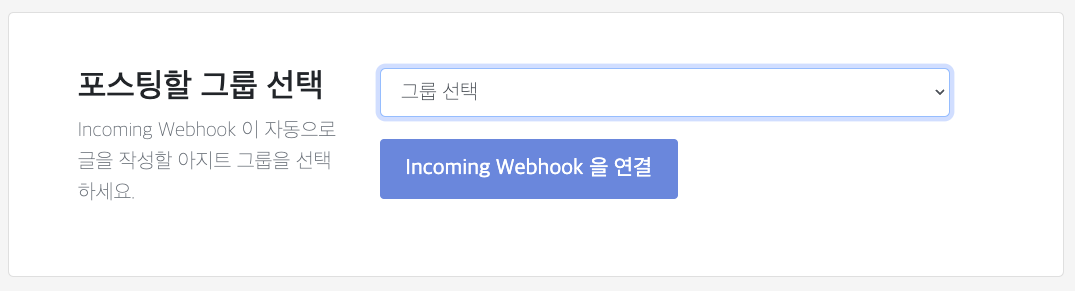 포스팅할 그룹 선택
Incoming Webhook 이 자동으로
글을 작성할 아지트 그룹을 선택
하세요.
그룹 선택
Incoming Webhook 을 연결